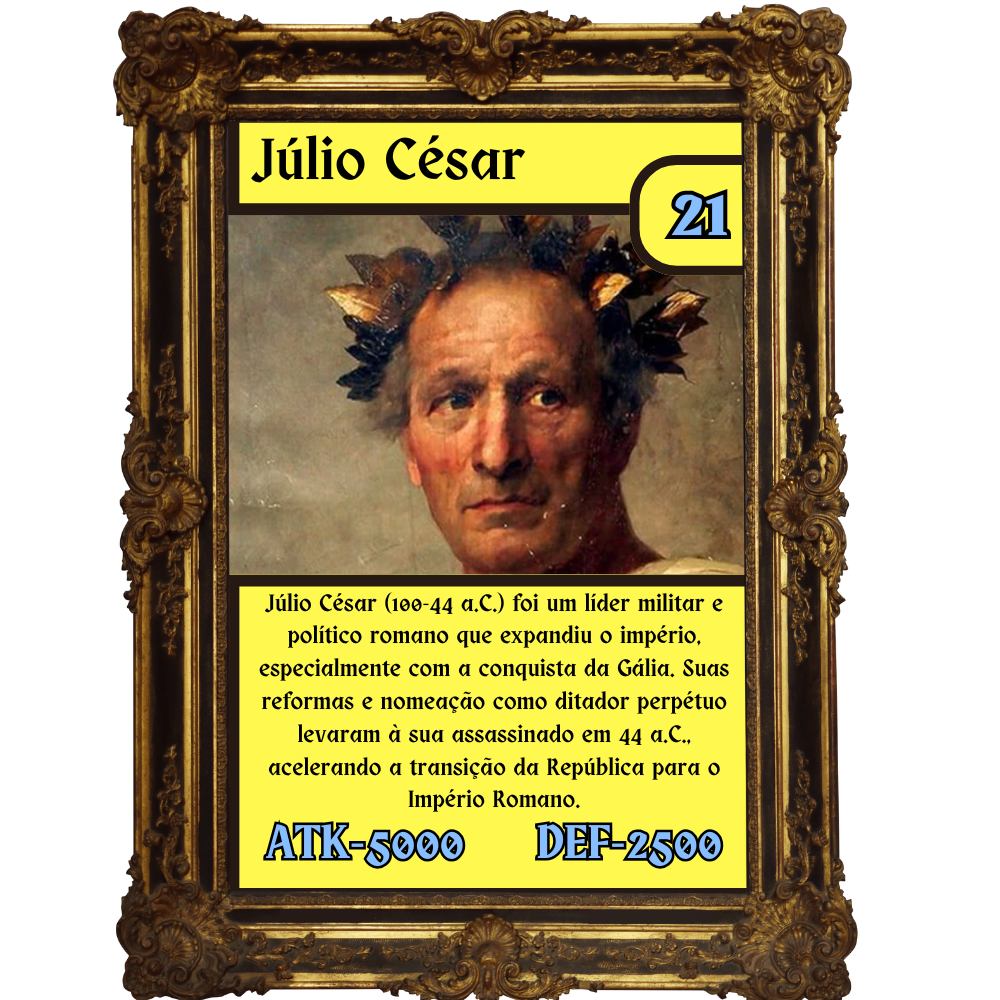 Júlio César
21
Júlio César (100-44 a.C.) foi um líder militar e
político romano que expandiu o império,
especialmente com a conquista da Gália. Suas
reformas e nomeação como ditador perpétuo
levaram à sua assassinado em 44 a.C.,
acelerando a transição da República para o
Império Romano.
ATK-5000 DEF-2500